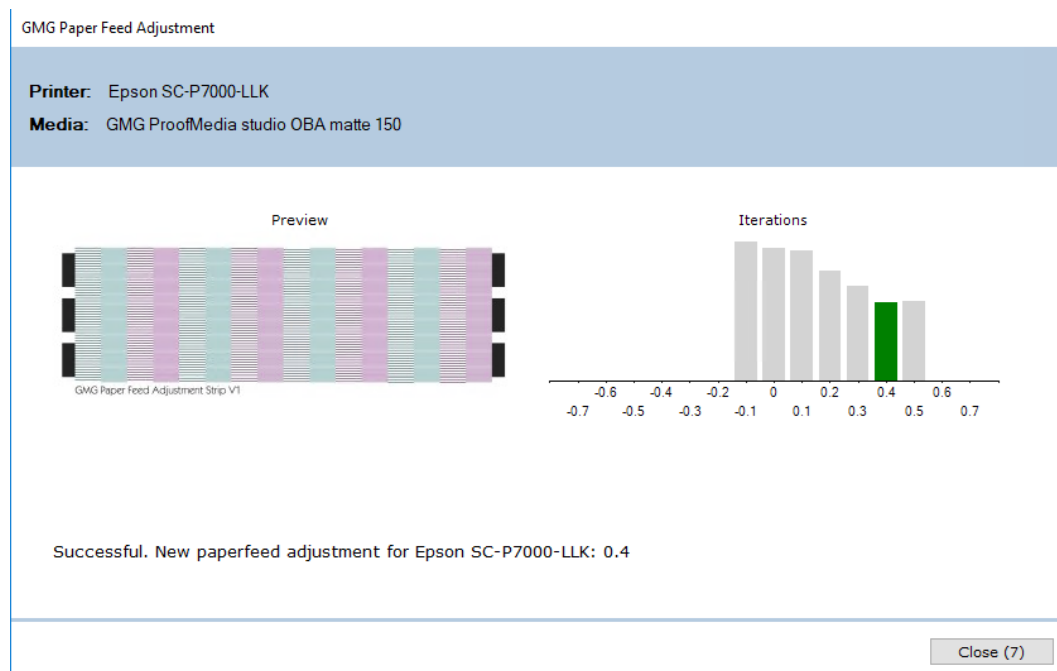 GMG Paper Feed Adjustment
Printer: Epson SC-P7000-LLK
Media: GMG ProofMedia studio OBA matte 150
Preview
Iterations
GMG Paper Feed Adjustment Strip V1
-0.6 -0.4 -0.2 0 0.2 0.4 0.6
-0.7 -0.5 -0.3 -0.1 0.1 0.3 0.5 0.7
Successful. New paperfeed adjustment for Epson SC-P7000-LLK: 0.4
Close (7)